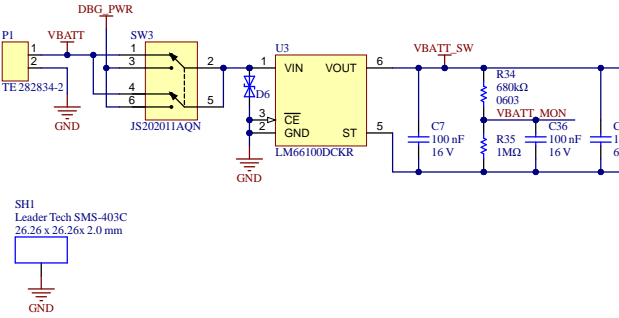 DBG_PWR
P1
VBATT
SW3
1
2
1
3
4
6
2
5
TE 282834-2
JS202011AQN
GND
U3
1
VIN
VOUT
6
D6
3
CE
2
GND
ST
5
LM66100DCKR
GND
VBATT_SW
R34
680kΩ
0603
VBATT_MON
C7
100 nF
16 V
R35
1MΩ
C36
100 nF
16 V
C
1
6
SH1
Leader Tech SMS-403C
26.26 x 26.26x 2.0 mm
GND